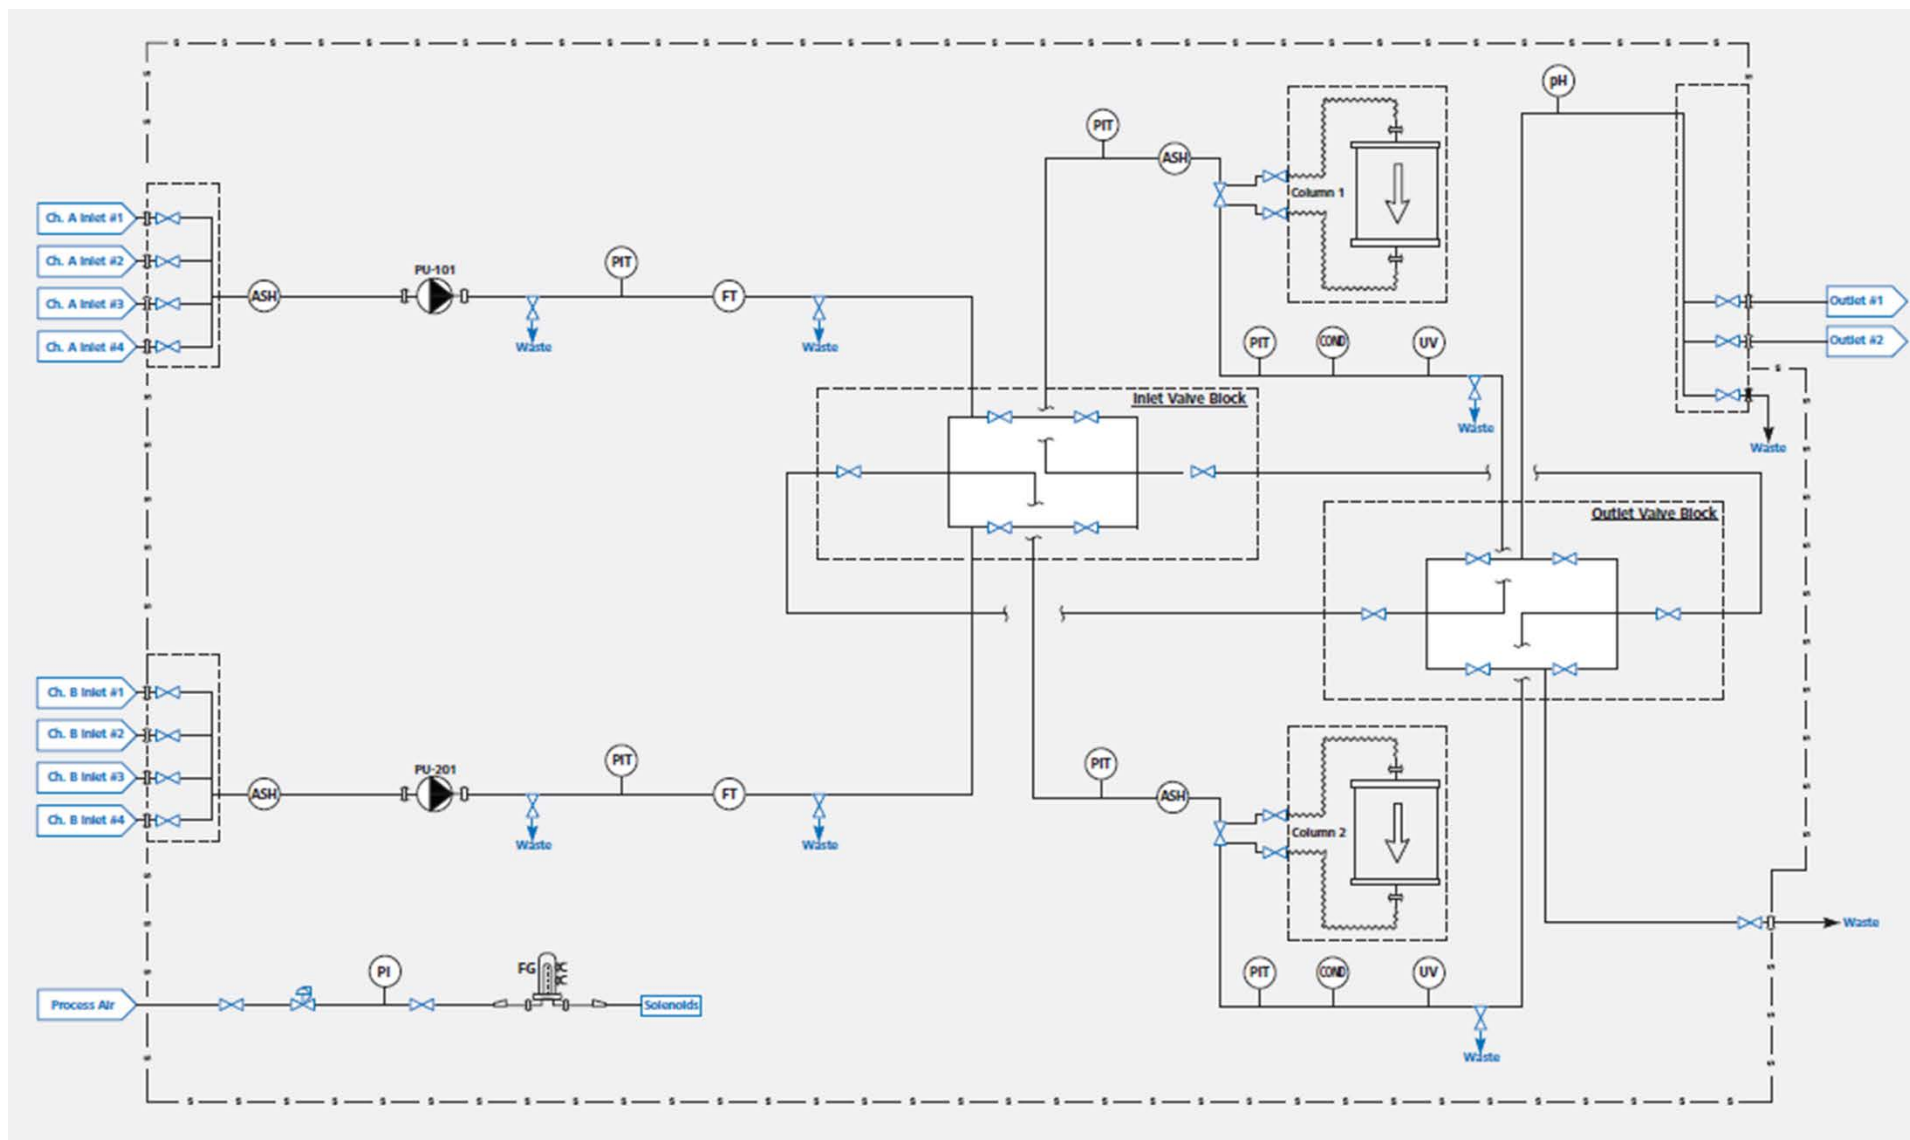 pH
PIT
ASH
Column 1
Ch. A Inlet #1
Ch. A Inlet #2
Ch. A Inlet #3
Ch. A Inlet #4
ASH
PU-101
PIT
FT
Waste
Waste
PIT
COND
UV
Waste
Outlet #1
Outlet #2
Waste
Inlet Valve Block
Outlet Valve Block
Ch. B Inlet #1
Ch. B Inlet #2
Ch. B Inlet #3
Ch. B Inlet #4
ASH
PU-201
PIT
FT
Waste
Waste
PIT
ASH
Column 2
PIT
COND
UV
Waste
Waste
Process Air
PI
FG
Solenoids